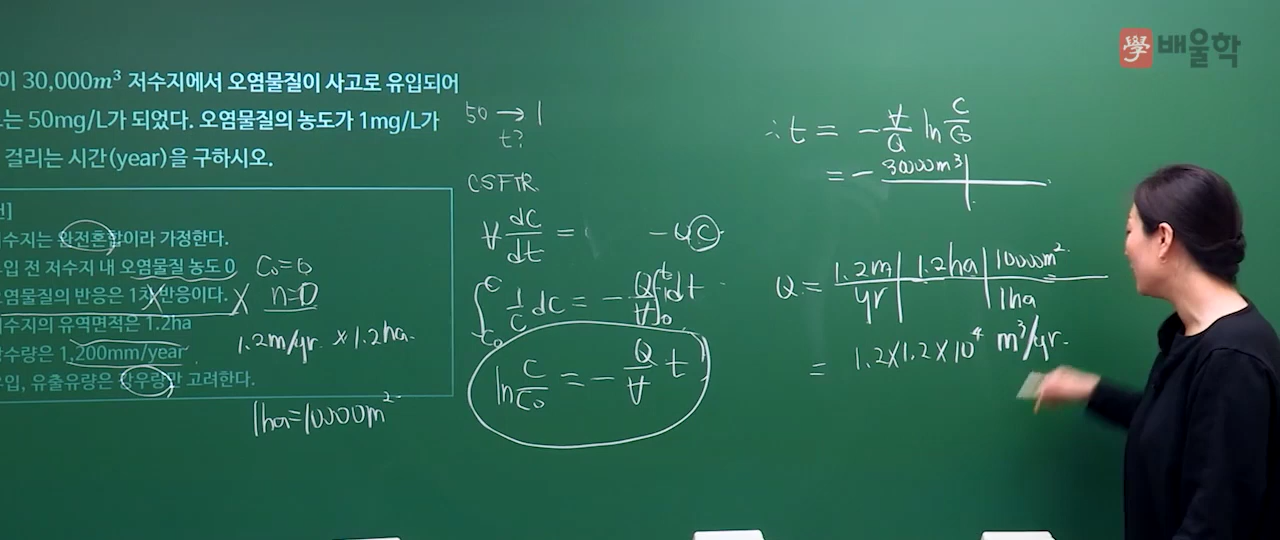 學 배울학
이 30,000m³ 저수지에서 오염물질이 사고로 유입되어
는 50mg/L가 되었다. 오염물질의 농도가 1mg/L가
걸리는 시간(year)을 구하시오.
수지는 완전혼합이라 가정한다.
입 전 저수지 내 오염물질 농도 0
오염물질의 반응은 1차 반응이다.
수지의 유역면적은 1.2ha
수량은 1,200mm/year
유입, 유출유량은 강우량만 고려한다.
C₀=0
n=0
1.2m/yr × 1.2ha
1ha=10000m²
50 → 1
t?
CSFTR
∀ dC/dt = -QC
∫_{C₀}^{C} 1/C dC = - Q/∀ ∫_0^t 1dt
ln C/C₀ = - Q/∀ t
∴ t = - ∀/Q ln C/C₀
= - 30000m³
Q = 1.2m/yr | 1.2ha | 10000m²/1ha
= 1.2×1.2×10⁴ m³/yr.